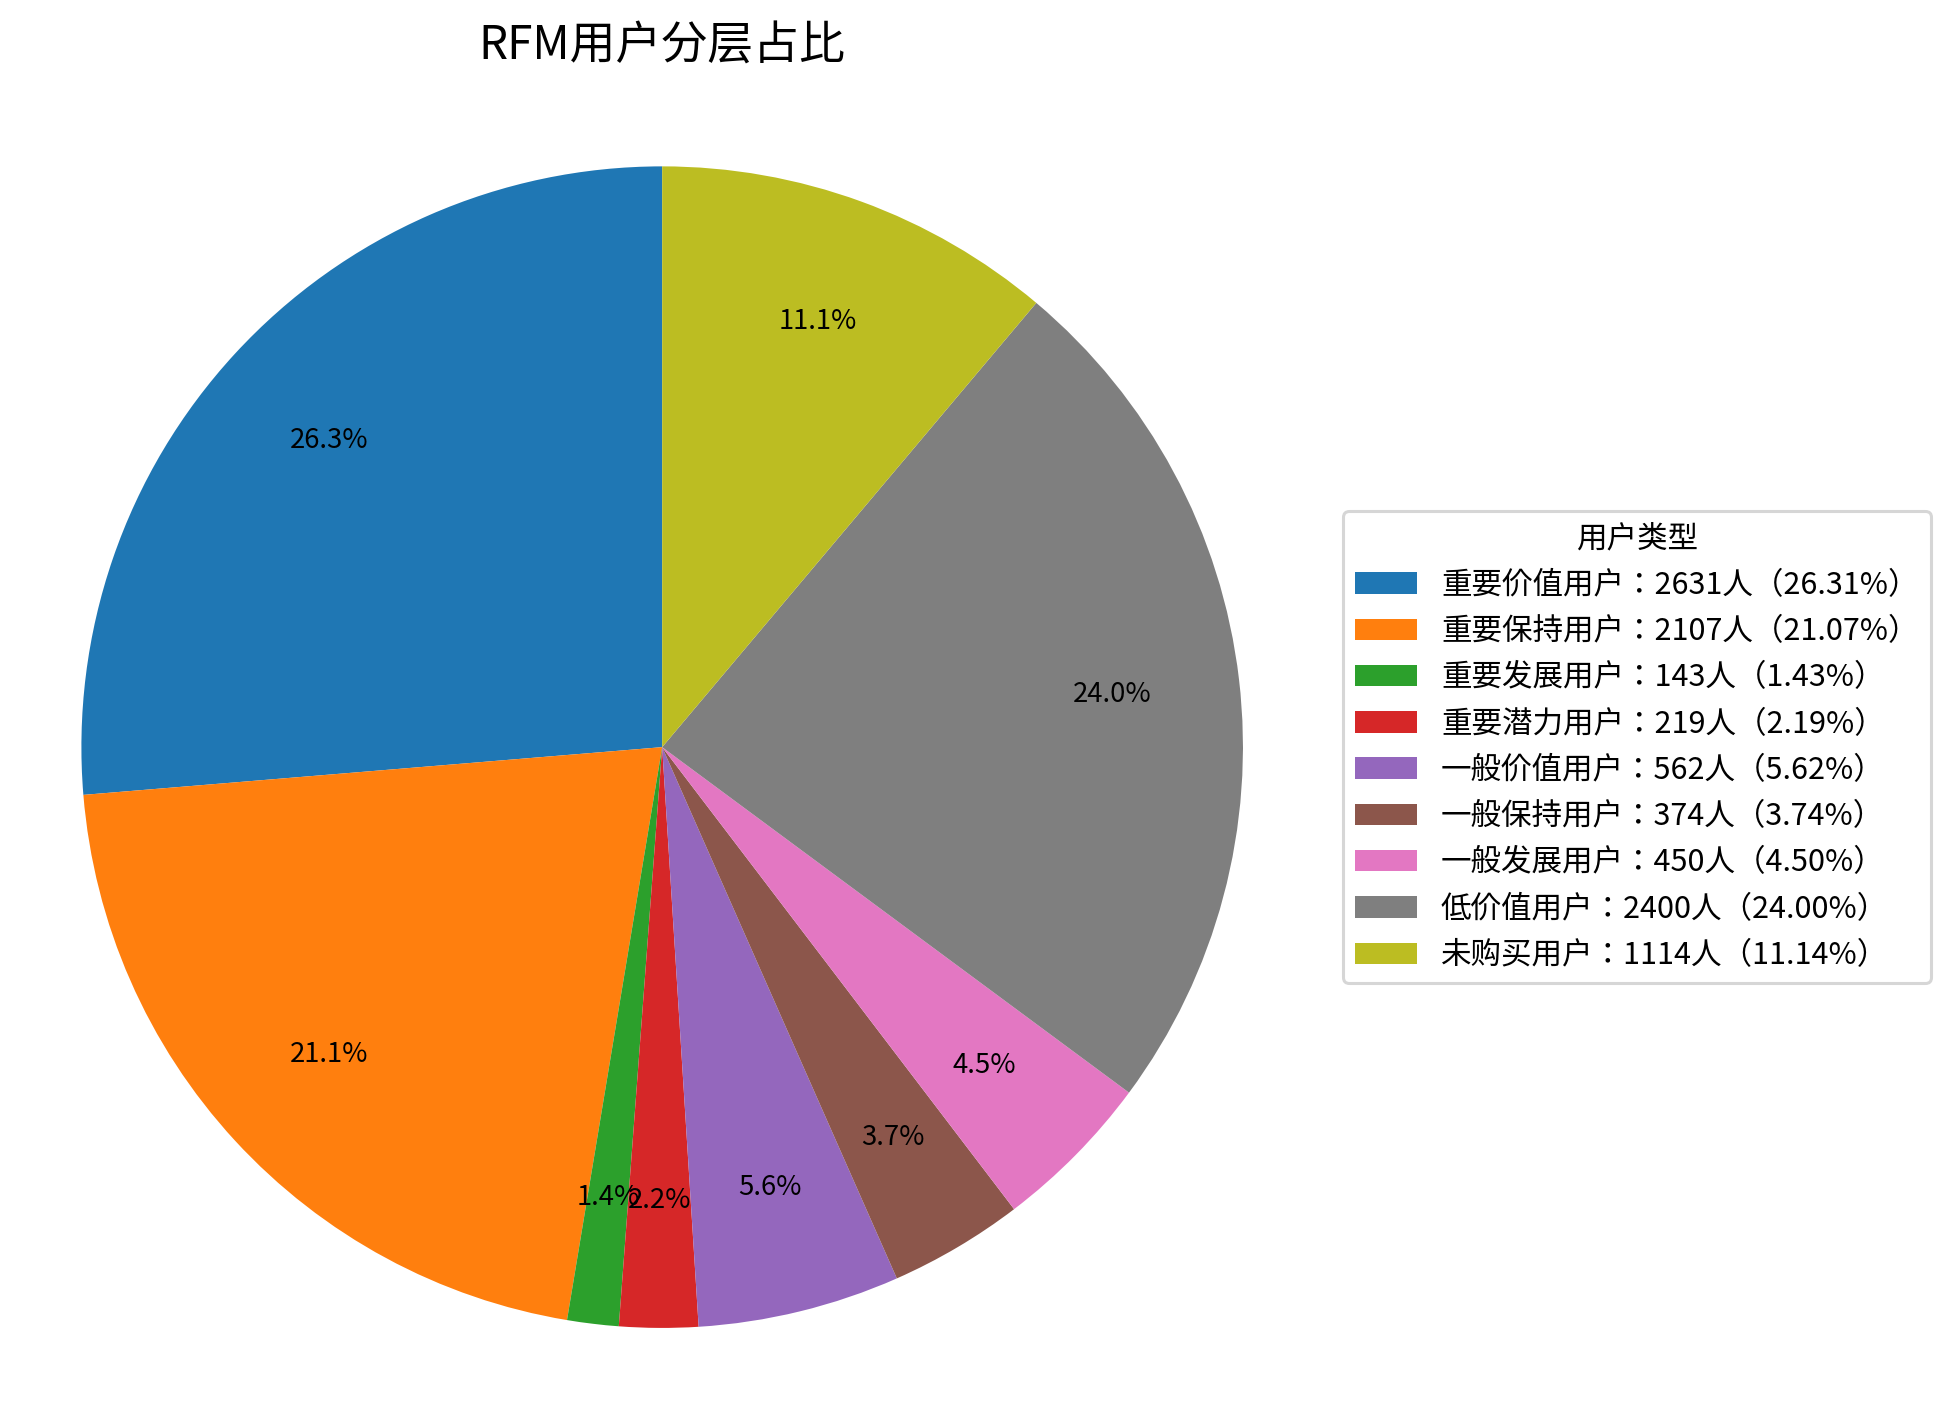 RFM用户分层占比
11.1%
26.3%
24.0%
21.1%
4.5%
3.7%
5.6%
1.4%
2.2%
用户类型
重要价值用户：2631人（26.31%）
重要保持用户：2107人（21.07%）
重要发展用户：143人（1.43%）
重要潜力用户：219人（2.19%）
一般价值用户：562人（5.62%）
一般保持用户：374人（3.74%）
一般发展用户：450人（4.50%）
低价值用户：2400人（24.00%）
未购买用户：1114人（11.14%）